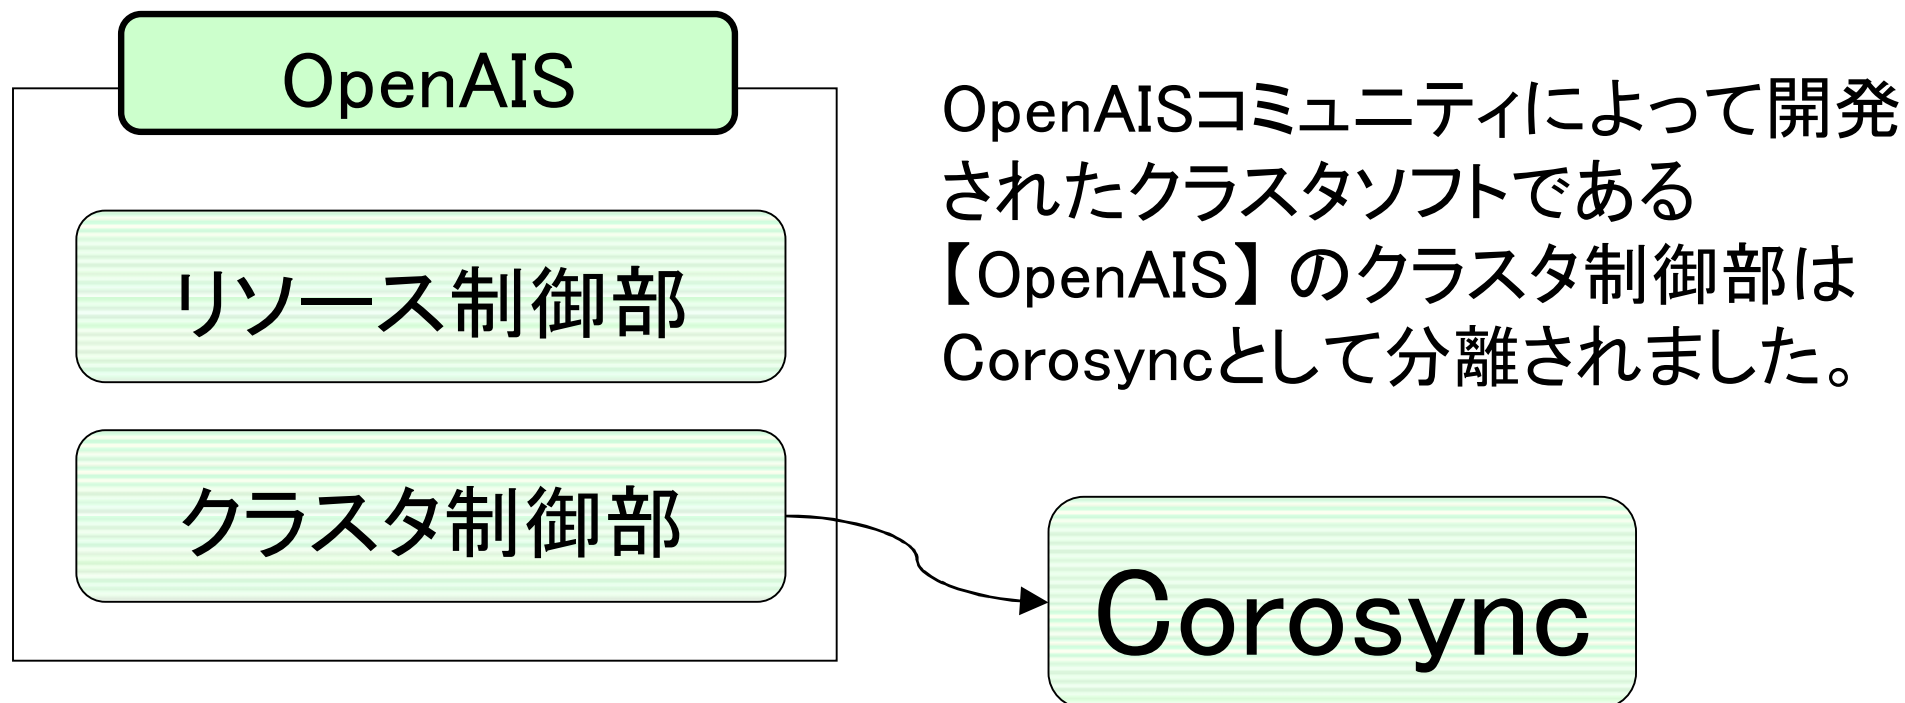 OpenAIS
リソース制御部
クラスタ制御部
OpenAISコミュニティによって開発
されたクラスタソフトである
【OpenAIS】のクラスタ制御部は
Corosyncとして分離されました。
Corosync